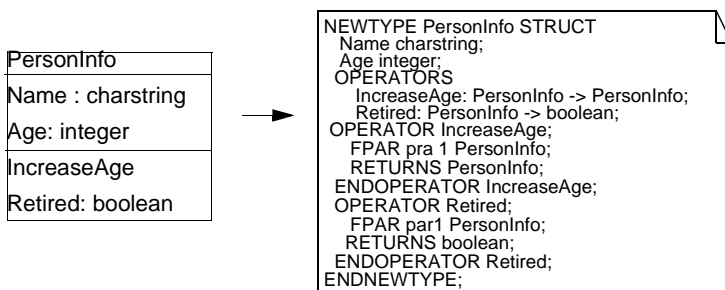 PersonInfo
Name : charstring
Age: integer
IncreaseAge
Retired: boolean
NEWTYPE PersonInfo STRUCT
Name charstring;
Age integer;
OPERATORS
IncreaseAge: PersonInfo -> PersonInfo;
Retired: PersonInfo -> boolean;
OPERATOR IncreaseAge;
FPAR pra 1 PersonInfo;
RETURNS PersonInfo;
ENDOPERATOR IncreaseAge;
OPERATOR Retired;
FPAR par1 PersonInfo;
RETURNS boolean;
ENDOPERATOR Retired;
ENDNEWTYPE;